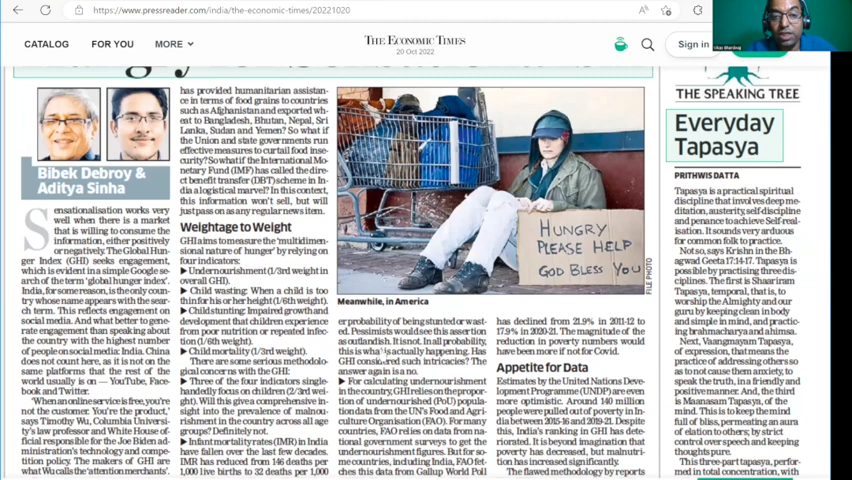 https://www.pressreader.com/india/the-economic-times/20221020
CATALOG FOR YOU MORE
THE ECONOMIC TIMES
20 Oct 2022
Sign in
Bibek Debroy &
Aditya Sinha
Sensationalisation works very
well when there is a market
that is willing to consume the
information, either positively
or negatively. The Global Hun-
ger Index (GHI) seeks engagement,
which is evident in a simple Google se-
arch of the term 'global hunger index'.
India, for some reason, is the only coun-
try whose name appears with the sear-
ch term. This reflects engagement on
social media. And what better to gene-
rate engagement than speaking about
the country with the highest number
of people on social media: India. China
does not count here, as it is not on the
same platforms that the rest of the
world usually is on — YouTube, Face-
book and Twitter.
'When an online service is free, you're
not the customer. You're the product,'
says Timothy Wu, Columbia Universi-
ty's law professor and White House of-
ficial responsible for the Joe Biden ad-
ministration's technology and compe-
tition policy. The makers of GHI are
what Wu calls the 'attention merchants'.
has provided humanitarian assistan-
ce in terms of food grains to countries
such as Afghanistan and exported wh-
eat to Bangladesh, Bhutan, Nepal, Sri
Lanka, Sudan and Yemen? So what if
the Union and state governments run
effective measures to curtail food inse-
curity? So what if the International Mo-
netary Fund (IMF) has called the direct
benefit transfer (DBT) scheme in In-
dia a logistical marvel? In this context,
this information won't sell, but will
just pass on as any regular news item.
Weightage to Weight
GHI aims to measure the 'multidimen-
sional nature of hunger' by relying on
four indicators:
▶ Undernourishment (1/3rd weight in
overall GHI).
▶ Child wasting: When a child is too
thin for his or her height (1/6th weight).
▶ Child stunting: Impaired growth and
development that children experience
from poor nutrition or repeated infec-
tion (1/6th weight).
▶ Child mortality (1/3rd weight).
There are some serious methodolo-
gical concerns with the GHI:
▶ Three of the four indicators single-
handedly focus on children (2/3rd wei-
ght). Will this give a comprehensive in-
sight into the prevalence of malnou-
rishment in the country across all age
groups? Definitely not.
▶ Infant mortality rates (IMR) in India
have fallen over the last few decades.
IMR has reduced from 146 deaths per
1,000 live births to 32 deaths per 1,000
HUNGRY
PLEASE HELP
GOD BLESS YOU
FILE PHOTO
Meanwhile, in America
er probability of being stunted or wast-
ed. Pessimists would see this assertion
as outlandish. It is not. In all probability,
this is what is actually happening. Has
GHI considered such intricacies? The
answer again is a no.
▶ For calculating undernourishment
in the country, GHI relies on the propor-
tion of undernourished (PoU) popula-
tion data from the UN's Food and Agri-
culture Organisation (FAO). For many
countries, FAO relies on data from na-
tional government surveys to get the
undernourishment figures. But for so-
me countries, including India, FAO fet-
ches this data from Gallup World Poll
has declined from 21.9% in 2011-12 to
17.9% in 2020-21. The magnitude of the
reduction in poverty numbers would
have been more if not for Covid.
Appetite for Data
Estimates by the United Nations Deve-
lopment Programme (UNDP) are even
more optimistic. Around 140 million
people were pulled out of poverty in In-
dia between 2015-16 and 2019-21. Despite
this, India's ranking in GHI has dete-
riorated. It is beyond imagination that
poverty has decreased, but malnutri-
tion has increased significantly.
The flawed methodology by reports
THE SPEAKING TREE
Everyday
Tapasya
PRITHWIS DATTA
Tapasya is a practical spiritual
discipline that involves deep me-
ditation, austerity, self-discipline
and penance to achieve Self-real-
isation. It sounds very arduous
for common folk to practice.
Not so, says Krishn in the Bh-
agwad Geeta 17:14-17. Tapasya is
possible by practising three dis-
ciplines. The first is Shaariram
Tapasya, temporal, that is, to
worship the Almighty and our
guru by keeping clean in body
and simple in mind, and practic-
ing brahmacharya and ahimsa.
Next, Vaangmayam Tapasya,
of expression, that means the
practice of addressing others so
as to not cause them anxiety, to
speak the truth, in a friendly and
positive manner. And, the third
is Maanasam Tapasya, of the
mind. This is to keep the mind
full of bliss, permeating an aura
of elation to others; by strict
control over speech and keeping
thoughts pure.
This three-part tapasya, perfor-
med in total concentration, with